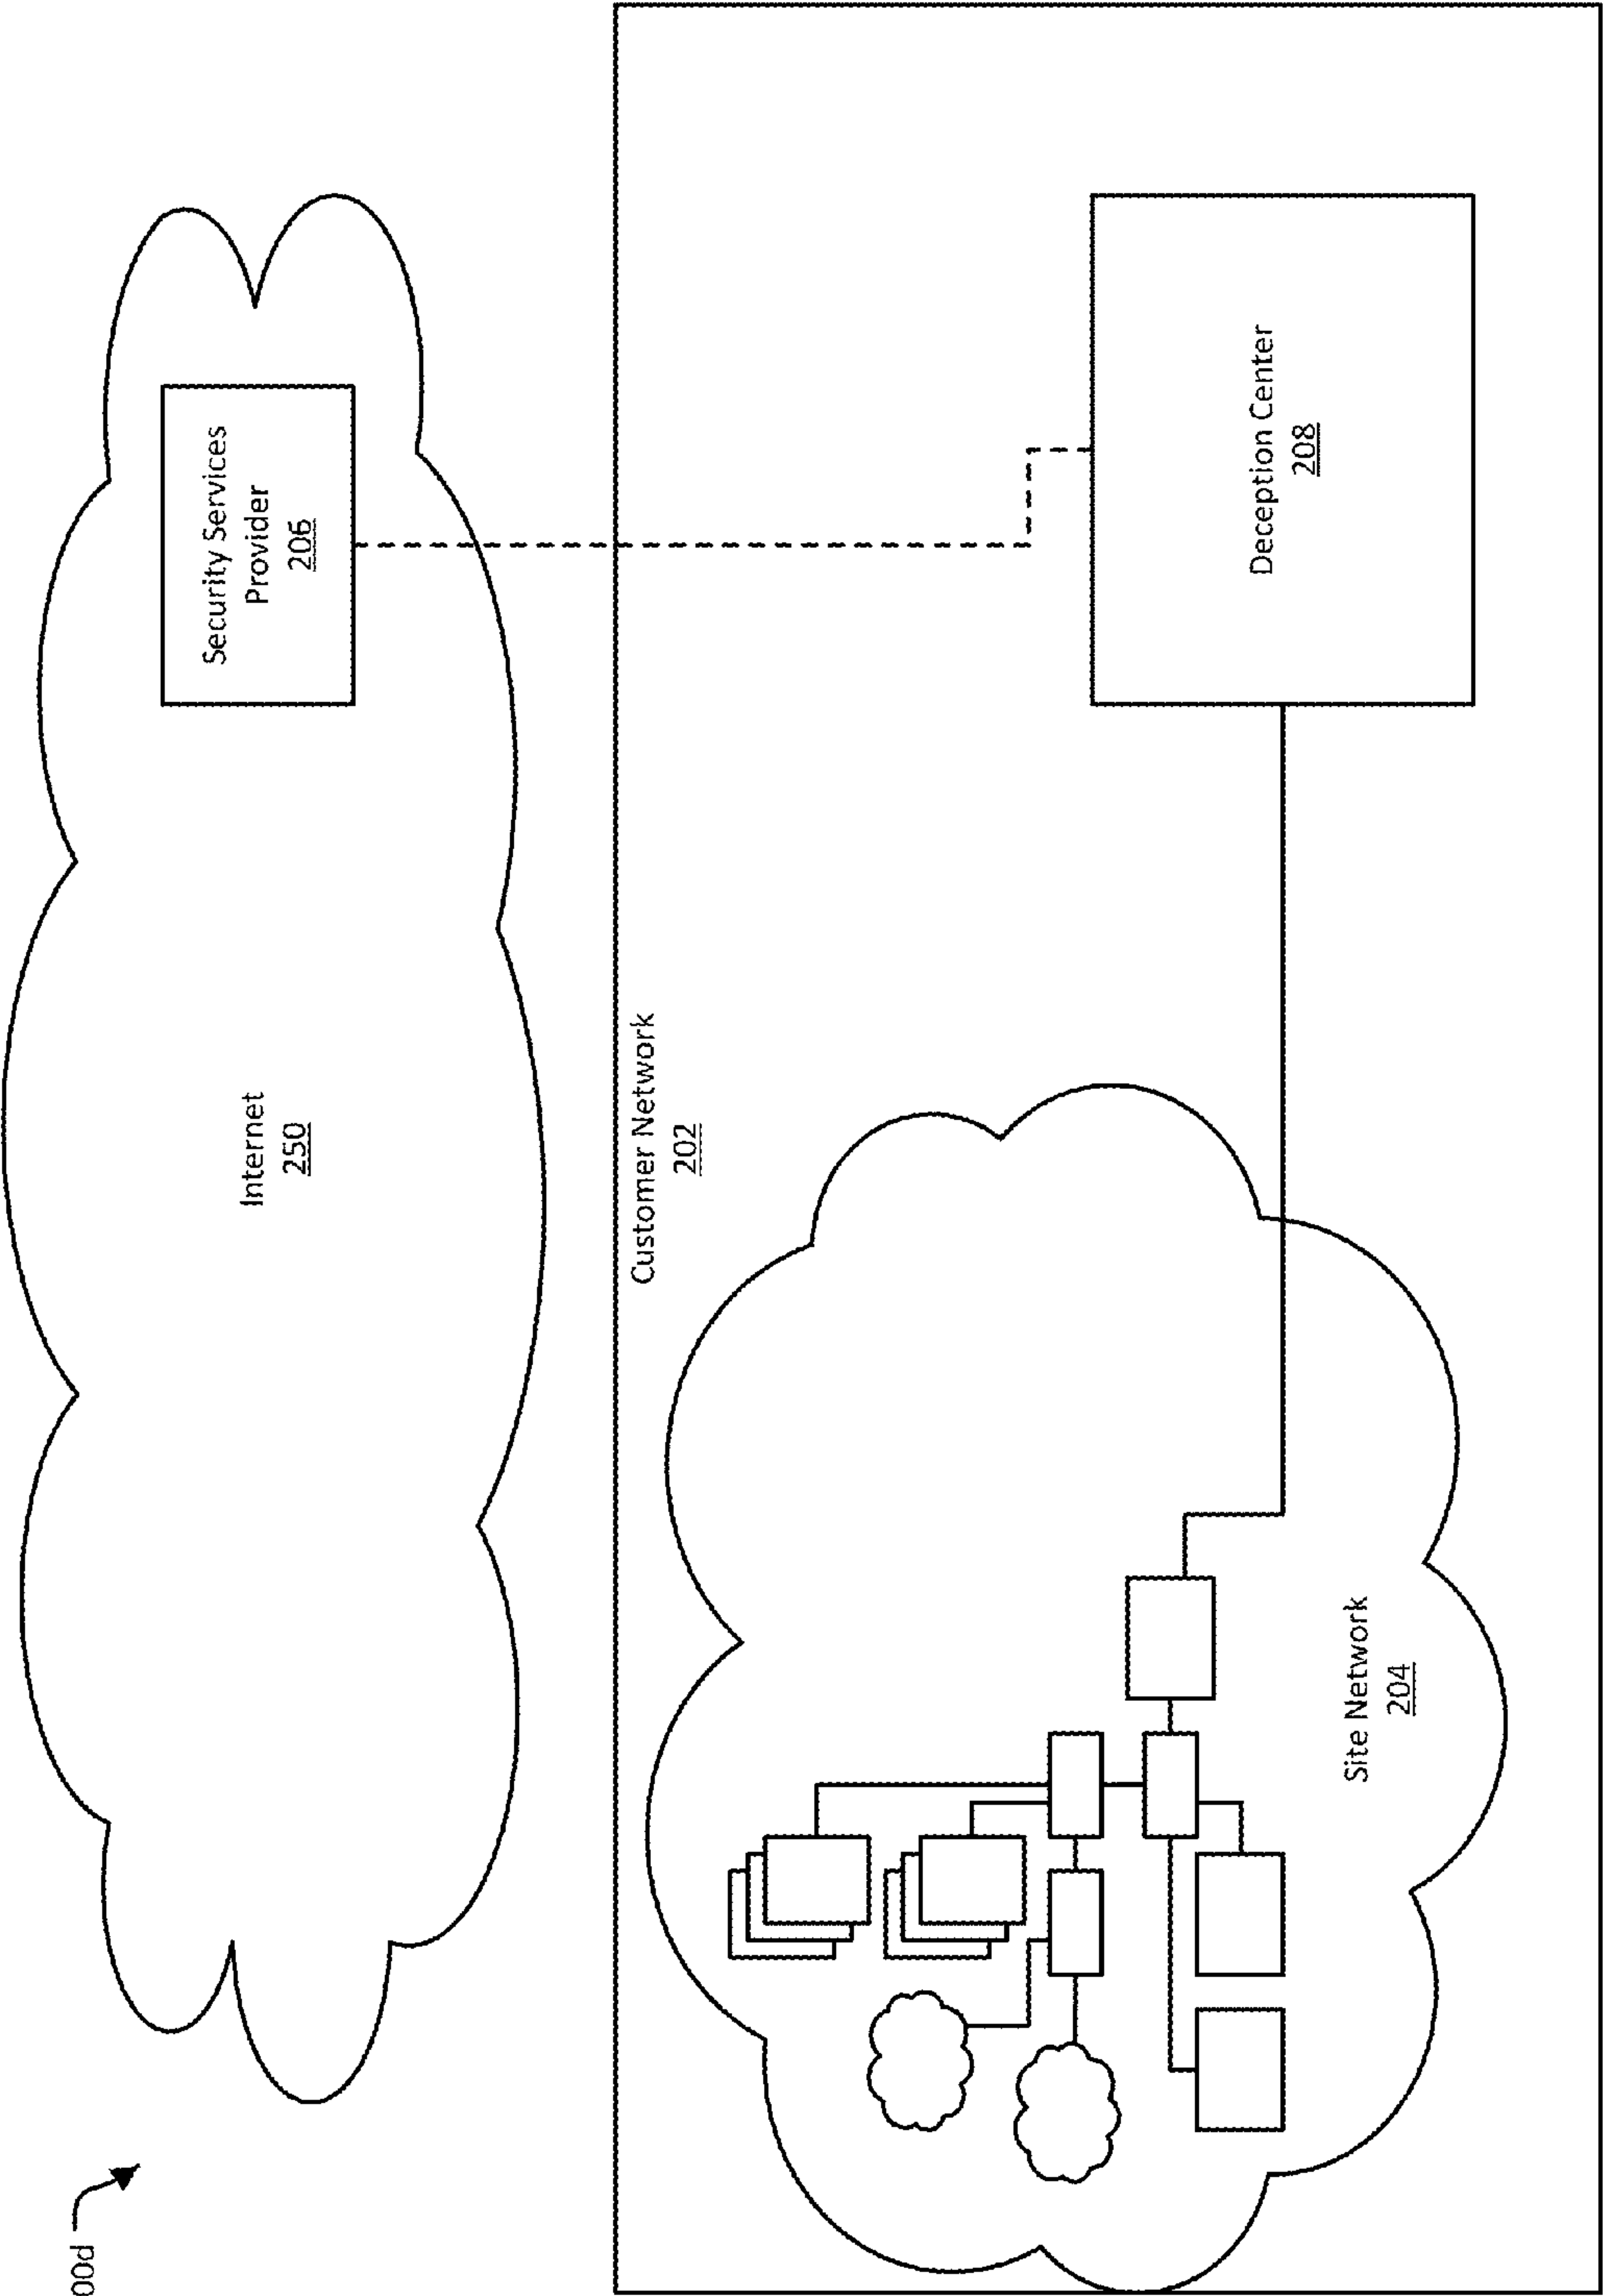 00d
Internet
250
Security Services
Provider
206
Customer Network
202
Site Network
204
Deception Center
208